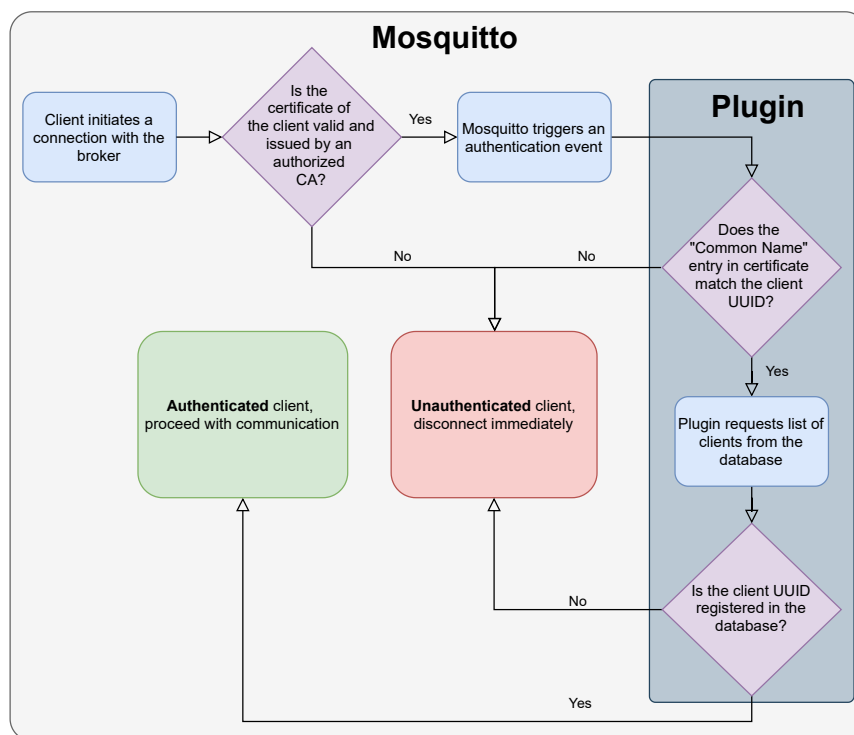 Mosquitto
Plugin
Client initiates a
connection with the
broker
Is the
certificate of
the client valid and
issued by an
authorized
CA?
Yes
Mosquitto triggers an
authentication event
Does the
"Common Name"
entry in certificate
match the client
UUID?
No
No
Yes
Authenticated client,
proceed with communication
Unauthenticated client,
disconnect immediately
Plugin requests list of
clients from the
database
Is the client UUID
registered in the
database?
No
Yes